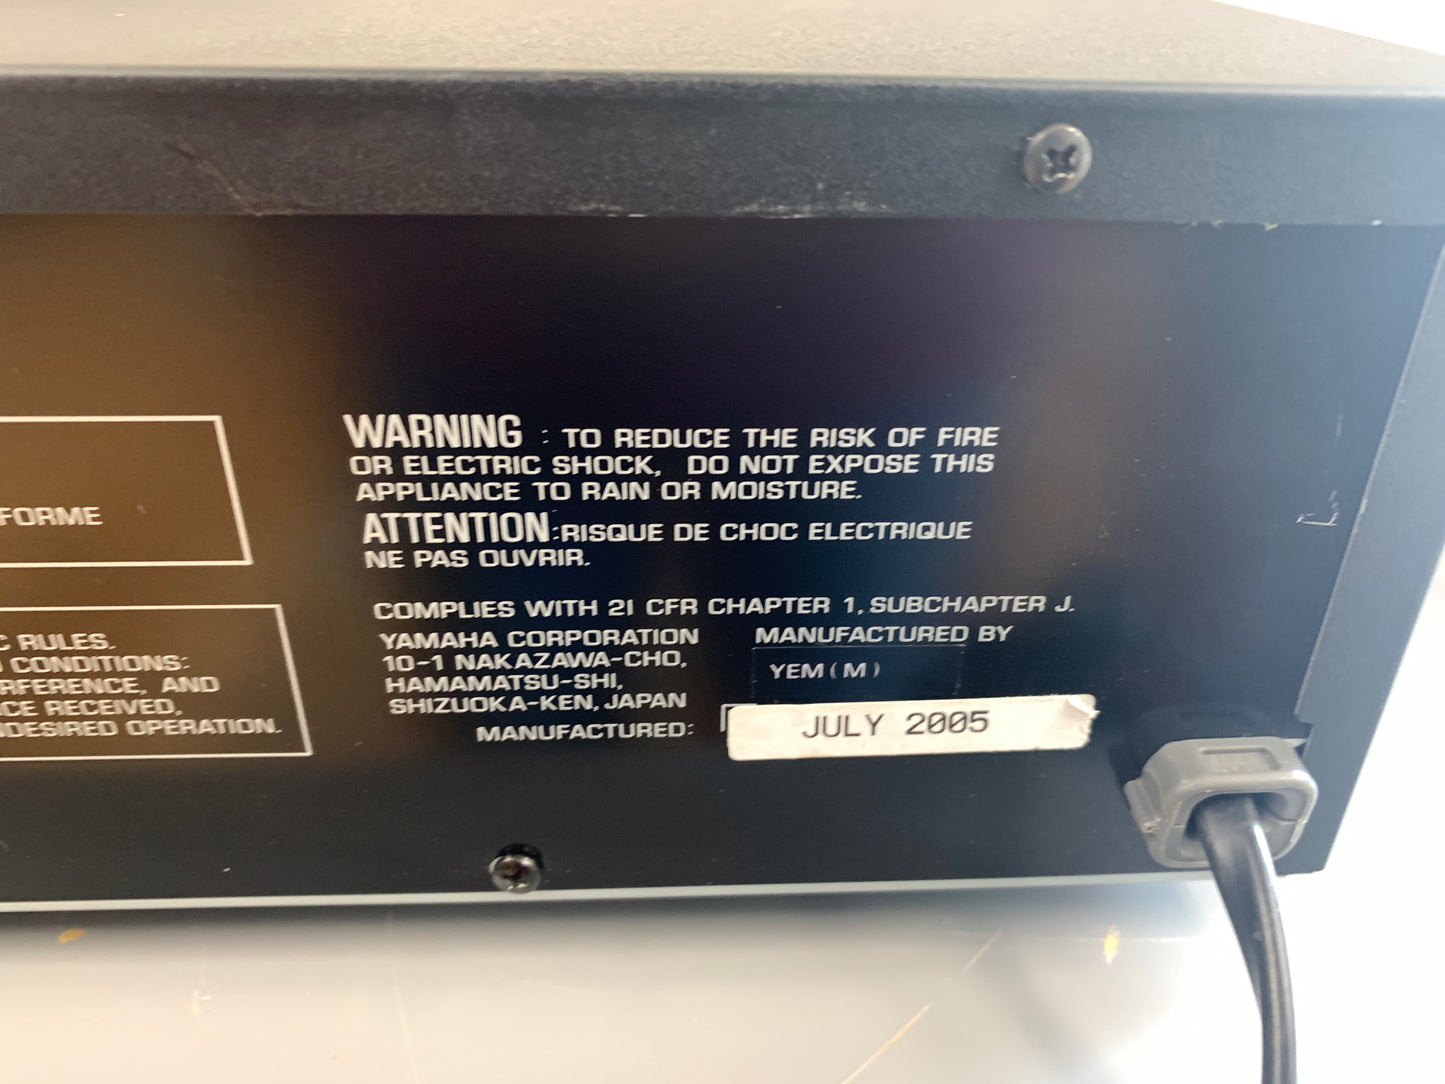 FORME
C RULES.
CONDITIONS:
RFERENCE, AND
CE RECEIVED,
NDESIRED OPERATION.
WARNING : TO REDUCE THE RISK OF FIRE
OR ELECTRIC SHOCK, DO NOT EXPOSE THIS
APPLIANCE TO RAIN OR MOISTURE.
ATTENTION:RISQUE DE CHOC ELECTRIQUE
NE PAS OUVRIR.
COMPLIES WITH 21 CFR CHAPTER 1, SUBCHAPTER J.
YAMAHA CORPORATION
10-1 NAKAZAWA-CHO,
HAMAMATSU-SHI,
SHIZUOKA-KEN, JAPAN
MANUFACTURED BY
YEM (M)
MANUFACTURED:
JULY 2005